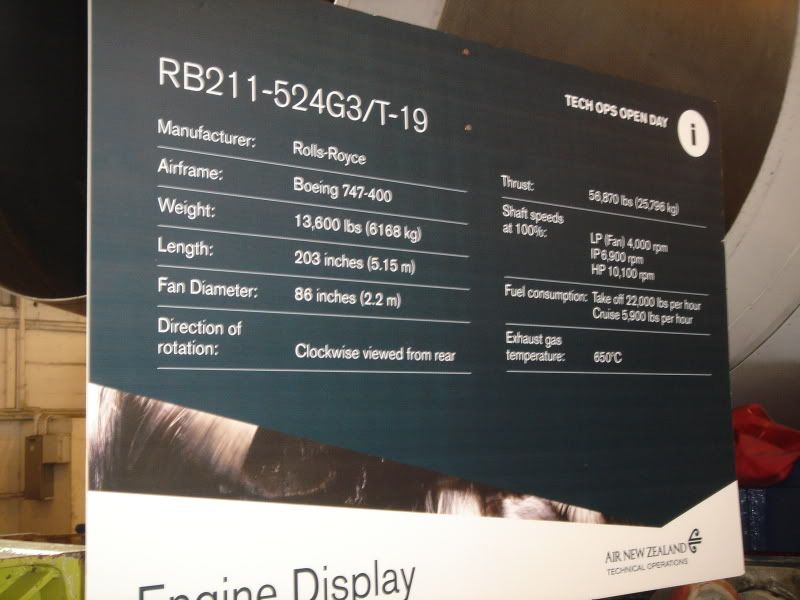 RB211-524G3/T-19
TECH OPS OPEN DAY
i
Manufacturer: Rolls-Royce
Airframe: Boeing 747-400
Weight: 13,600 lbs (6168 kg)
Length: 203 inches (5.15 m)
Fan Diameter: 86 inches (2.2 m)
Direction of
rotation: Clockwise viewed from rear
Thrust: 56,870 lbs (25,796 kg)
Shaft speeds
at 100%: LP (Fan) 4,000 rpm
IP 6,900 rpm
HP 10,100 rpm
Fuel consumption: Take off 22,000 lbs per hour
Cruise 5,900 lbs per hour
Exhaust gas
temperature: 650°C
Engine Display
AIR NEW ZEALAND
TECHNICAL OPERATIONS